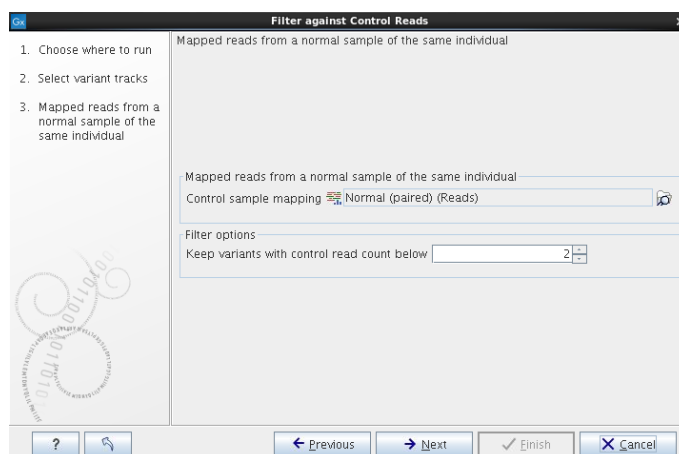 Gx
Filter against Control Reads
1. Choose where to run
2. Select variant tracks
3. Mapped reads from a
normal sample of the
same individual
Mapped reads from a normal sample of the same individual
Mapped reads from a normal sample of the same individual
Control sample mapping Normal (paired) (Reads)
Filter options
Keep variants with control read count below 2
? Previous Next Finish Cancel